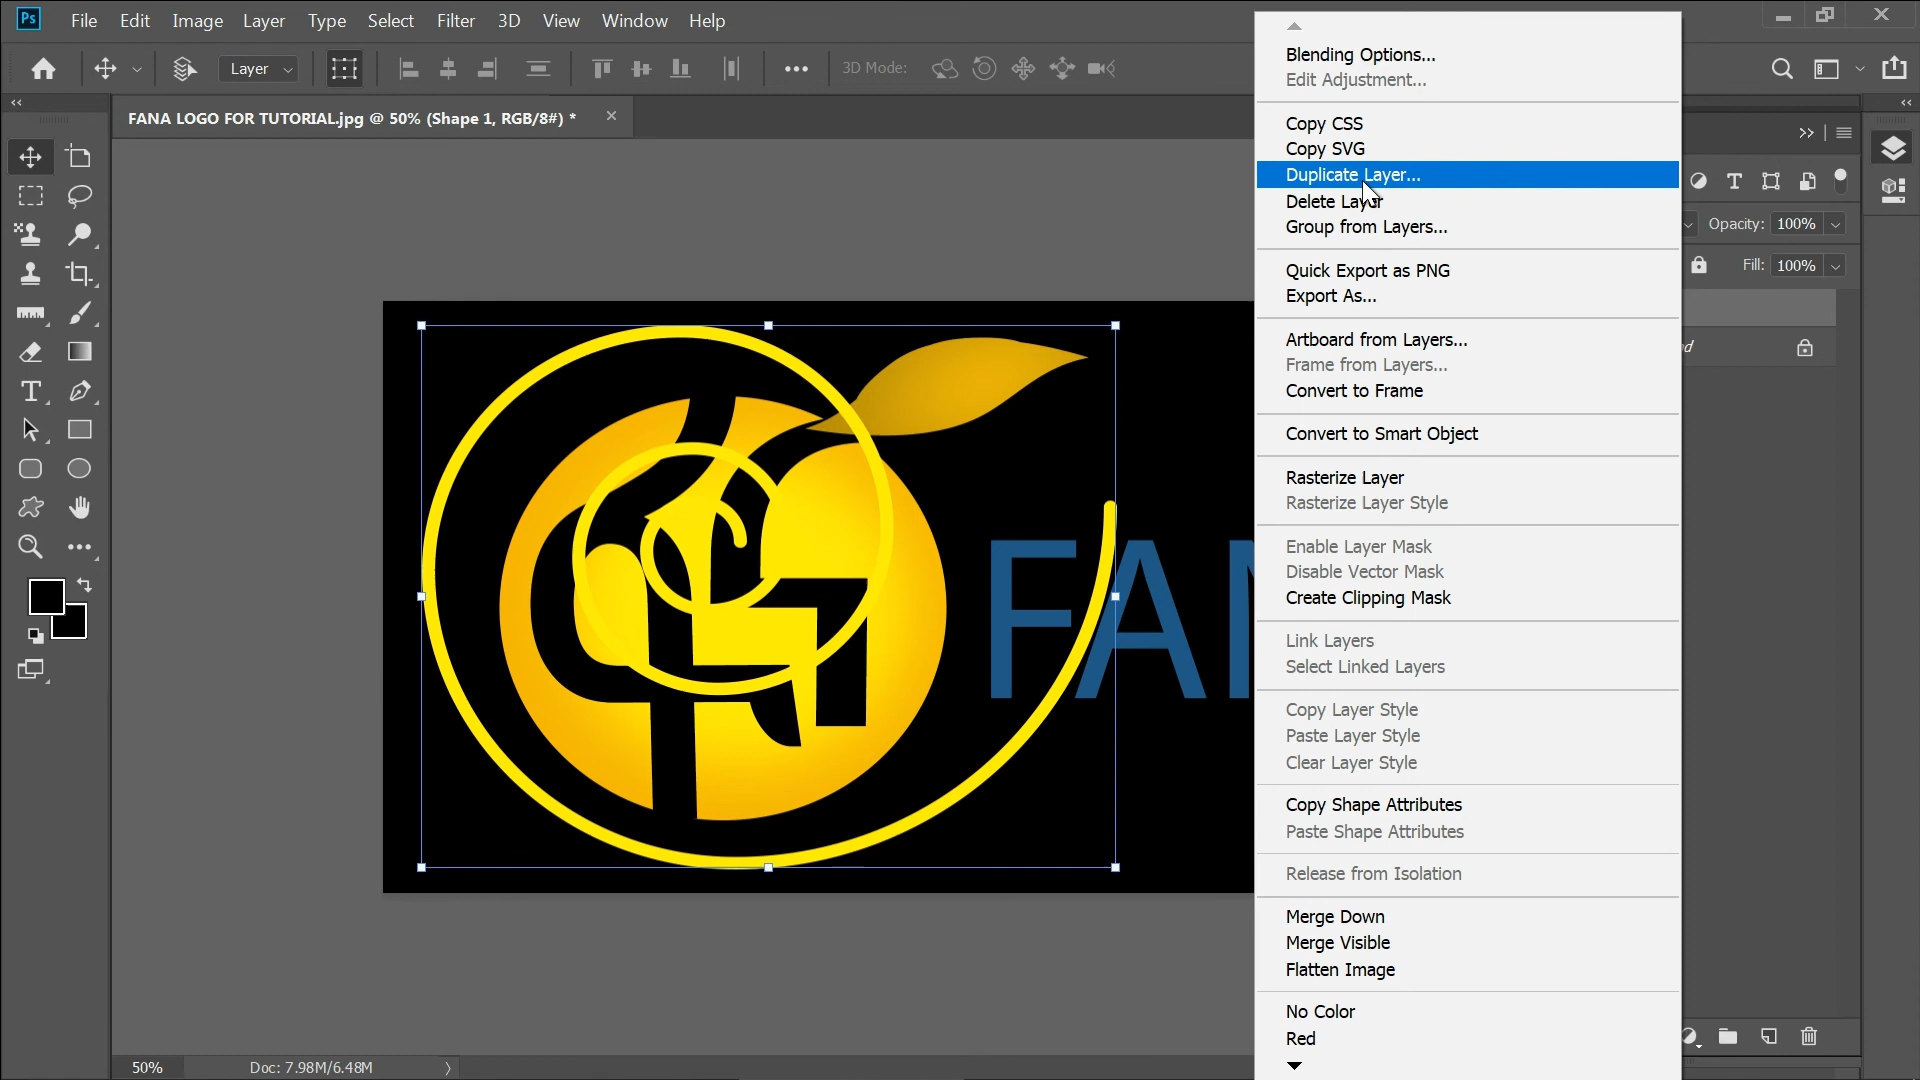 Ps File Edit Image Layer Type Select Filter 3D View Window Help
Layer 3D Mode:
FANA LOGO FOR TUTORIAL.jpg @ 50% (Shape 1, RGB/8#) *
Blending Options...
Edit Adjustment...
Copy CSS
Copy SVG
Duplicate Layer...
Delete Layer
Group from Layers...
Quick Export as PNG
Export As...
Artboard from Layers...
Frame from Layers...
Convert to Frame
Convert to Smart Object
Rasterize Layer
Rasterize Layer Style
Enable Layer Mask
Disable Vector Mask
Create Clipping Mask
Link Layers
Select Linked Layers
Copy Layer Style
Paste Layer Style
Clear Layer Style
Copy Shape Attributes
Paste Shape Attributes
Release from Isolation
Merge Down
Merge Visible
Flatten Image
No Color
Red
Opacity: 100%
Fill: 100%
FAN
50% Doc: 7.98M/6.48M